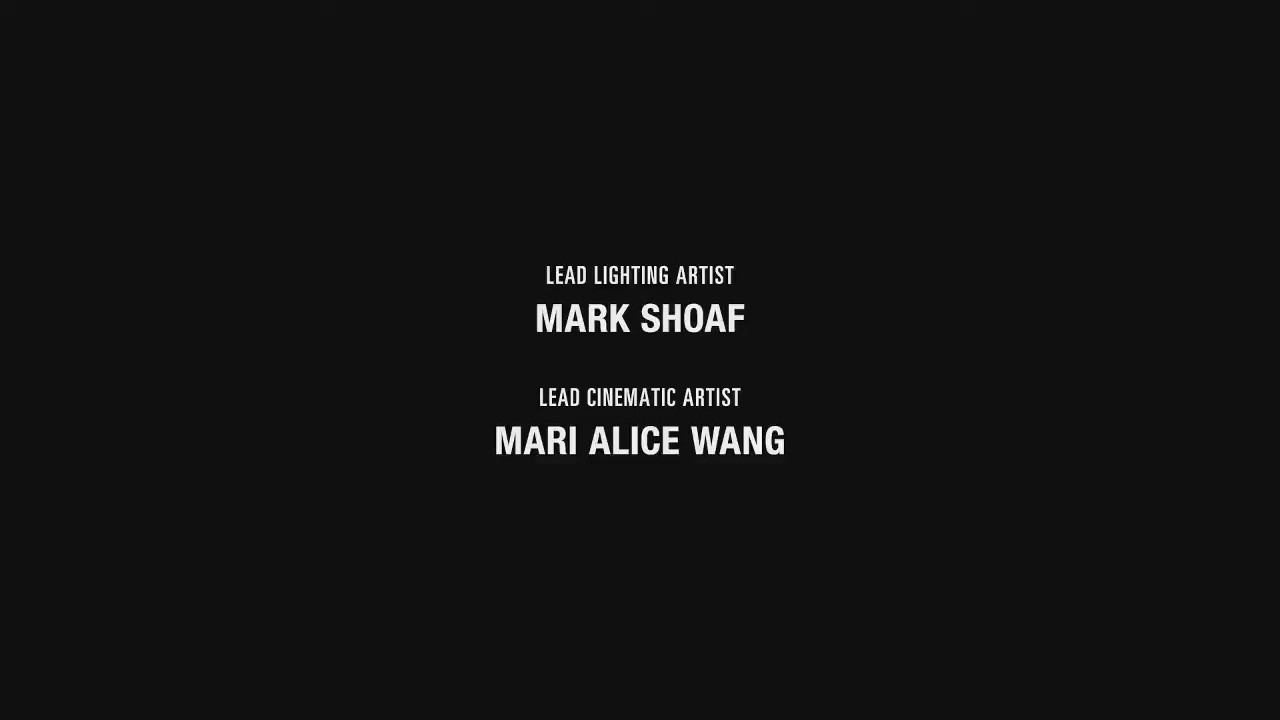 LEAD LIGHTING ARTIST
MARK SHOAF
LEAD CINEMATIC ARTIST
MARI ALICE WANG